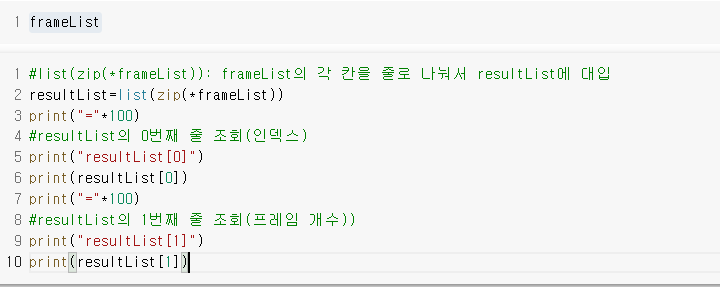 1 frameList
1 #list(zip(*frameList)): frameList의 각 칸을 줄로 나눠서 resultList에 대입
2 resultList=list(zip(*frameList))
3 print("="*100)
4 #resultList의 0번째 줄 조회(인덱스)
5 print("resultList[0]")
6 print(resultList[0])
7 print("="*100)
8 #resultList의 1번째 줄 조회(프레임 개수))
9 print("resultList[1]")
10 print(resultList[1])